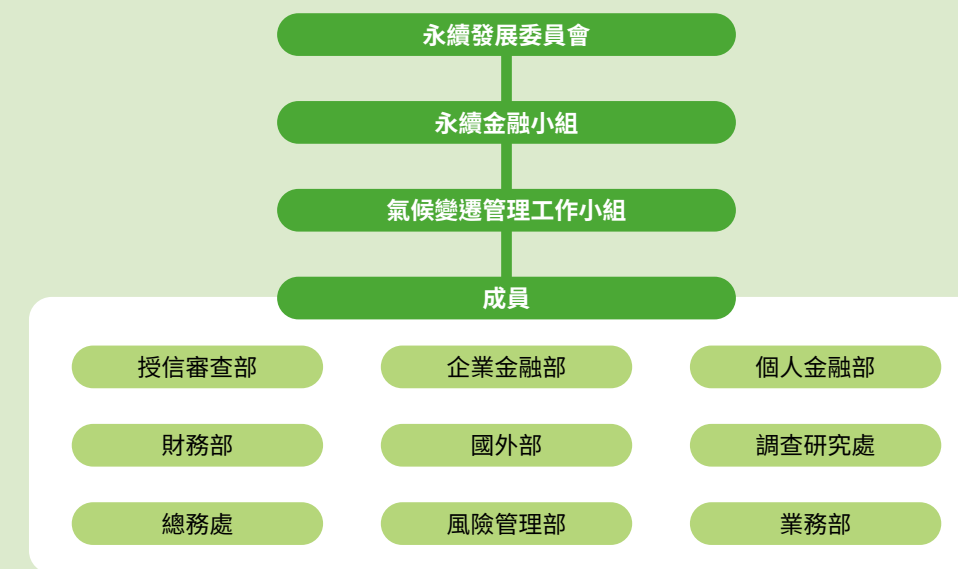 永續發展委員會
永續金融小組
氣候變遷管理工作小組
成員
授信審查部
企業金融部
個人金融部
財務部
國外部
調查研究處
總務處
風險管理部
業務部